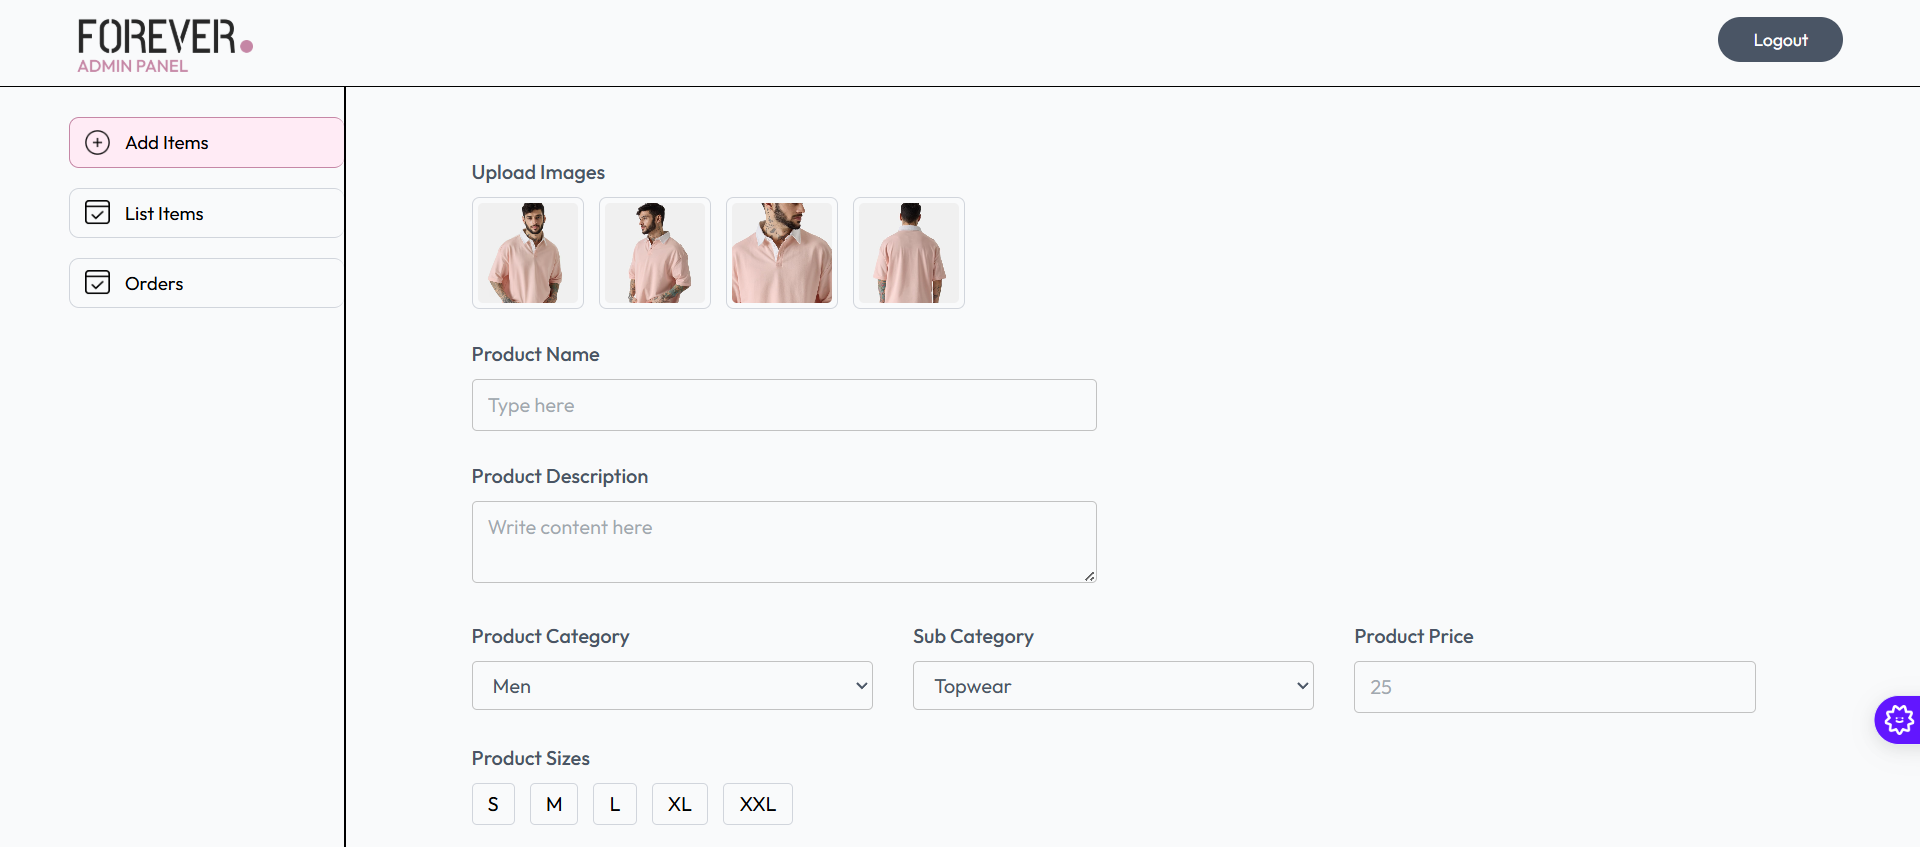 FOREVER.
ADMIN PANEL
Logout
Add Items
List Items
Orders
Upload Images
Product Name
Type here
Product Description
Write content here
Product Category
Sub Category
Product Price
Men
Topwear
25
Product Sizes
S
M
L
XL
XXL